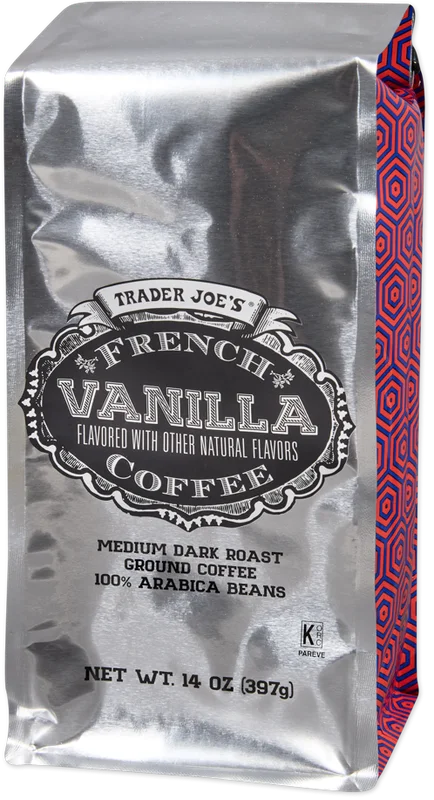 TRADER JOE'S®
FRENCH
VANILLA
FLAVORED WITH OTHER NATURAL FLAVORS
COFFEE
MEDIUM DARK ROAST
GROUND COFFEE
100% ARABICA BEANS
K ORC
PAREVE
NET WT. 14 OZ (397g)